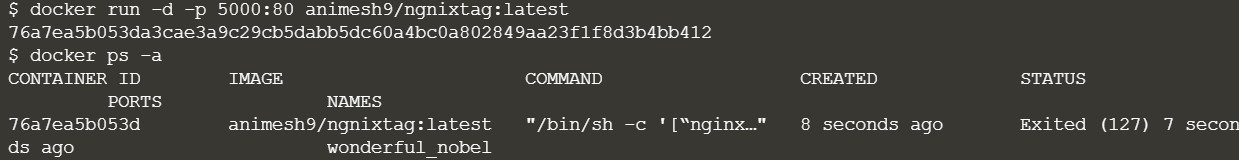 $ docker run -d -p 5000:80 animesh9/ngnixtag:latest
76a7ea5b053da3cae3a9c29cb5dabb5dc60a4bc0a802849aa23f1f8d3b4bb412
$ docker ps -a
CONTAINER ID        IMAGE                      COMMAND                  CREATED             STATUS
         PORTS               NAMES
76a7ea5b053d        animesh9/ngnixtag:latest   "/bin/sh -c '[“nginx…"   8 seconds ago       Exited (127) 7 secon
ds ago                       wonderful_nobel